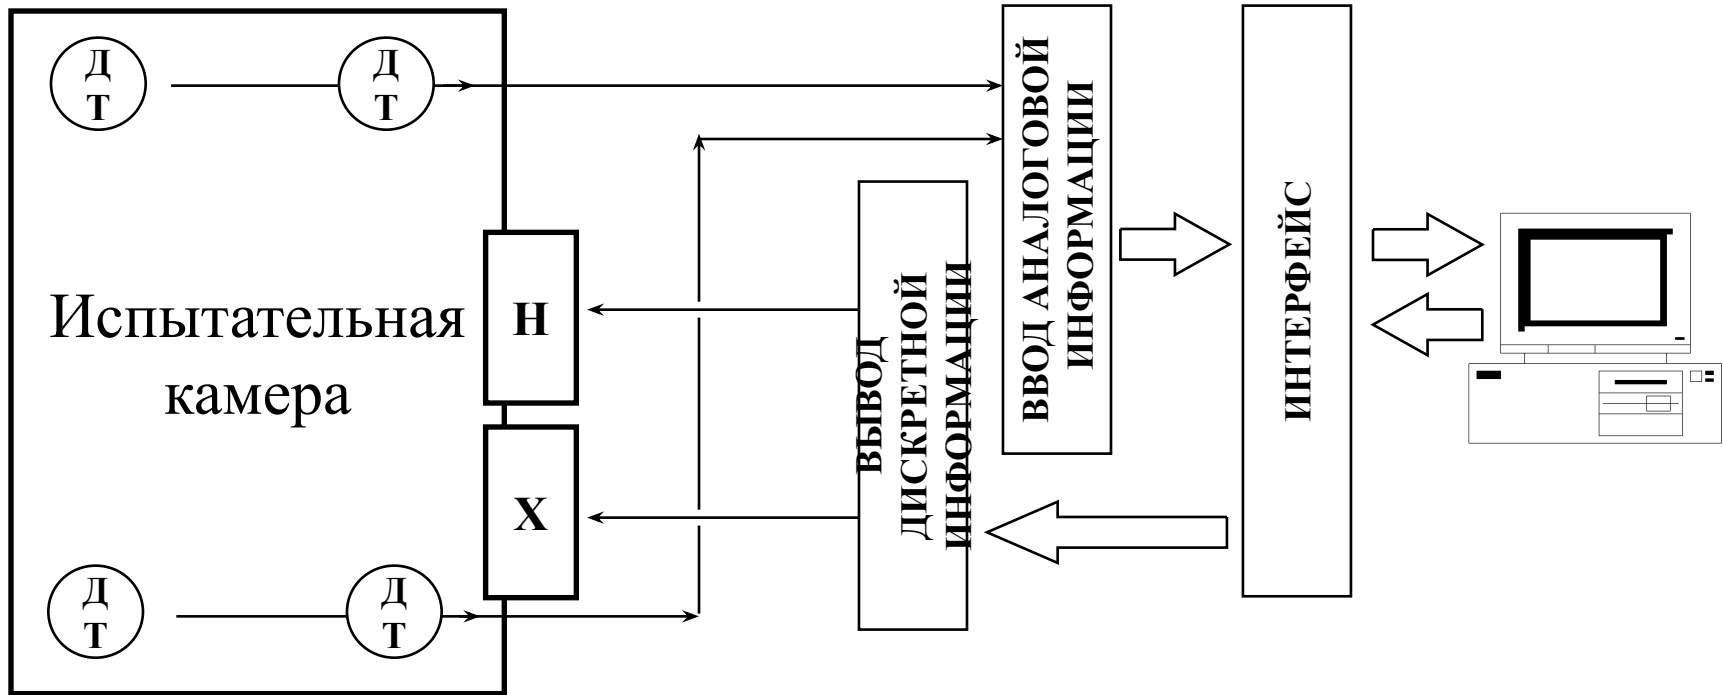 Д
Т
Д
Т
Испытательная
камера
Н
Х
Д
Т
Д
Т
ВЫВОД
ДИСКРЕТНОЙ
ИНФОРМАЦИИ
ВВОД АНАЛОГОВОЙ
ИНФОРМАЦИИ
ИНТЕРФЕЙС